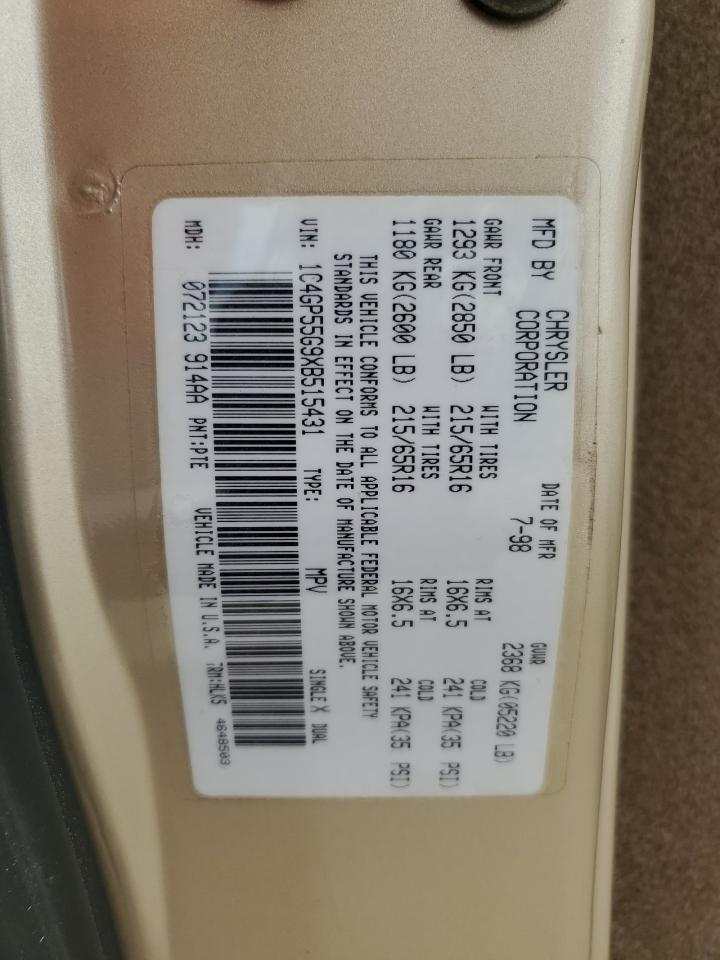 MFD BY CHRYSLER CORPORATION DATE OF MFR 7-98 GVWR 2368 KG(05220 LB)
GAWR FRONT WITH TIRES RIMS AT COLD
1293 KG(2850 LB) 215/65R16 16X6.5 241 KPA(35 PSI)
GAWR REAR WITH TIRES RIMS AT COLD
1180 KG(2600 LB) 215/65R16 16X6.5 241 KPA(35 PSI)
THIS VEHICLE CONFORMS TO ALL APPLICABLE FEDERAL MOTOR VEHICLE SAFETY
STANDARDS IN EFFECT ON THE DATE OF MANUFACTURE SHOWN ABOVE.
VIN: 1C4GP55G9XB515431 TYPE: MPV SINGLE X DUAL
MDH: 072123 914AA PNT:PTE VEHICLE MADE IN U.S.A. TRM:HLK5 4648503